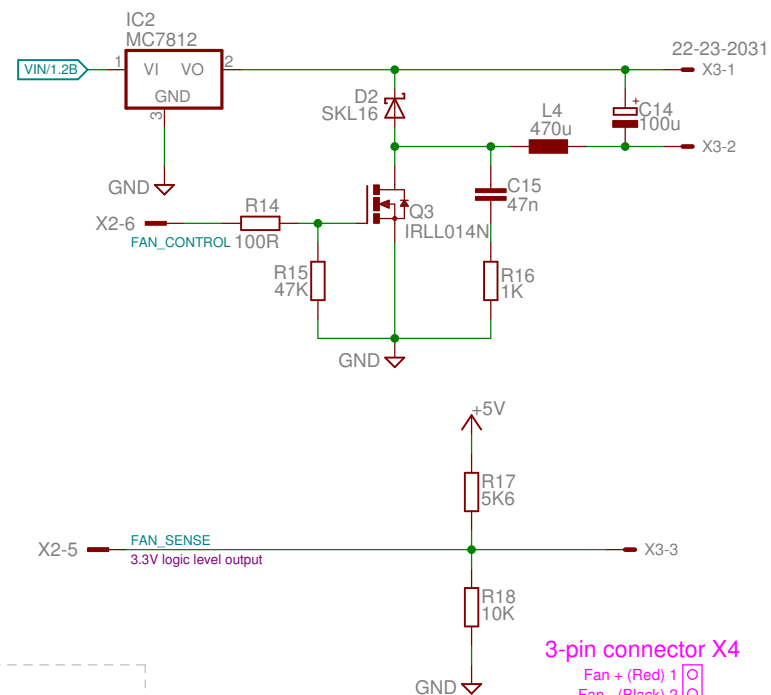 IC2
MC7812
VIN/1.2B
1
VI
VO
2
GND
3
GND
22-23-2031
X3-1
D2
SKL16
L4
470u
+
C14
100u
X3-2
X2-6
FAN_CONTROL
R14
100R
Q3
IRLL014N
C15
47n
R15
47K
R16
1K
GND
+5V
R17
5K6
X2-5
FAN_SENSE
3.3V logic level output
X3-3
R18
10K
GND
3-pin connector X4
Fan + (Red) 1
Fan - (Black) 2